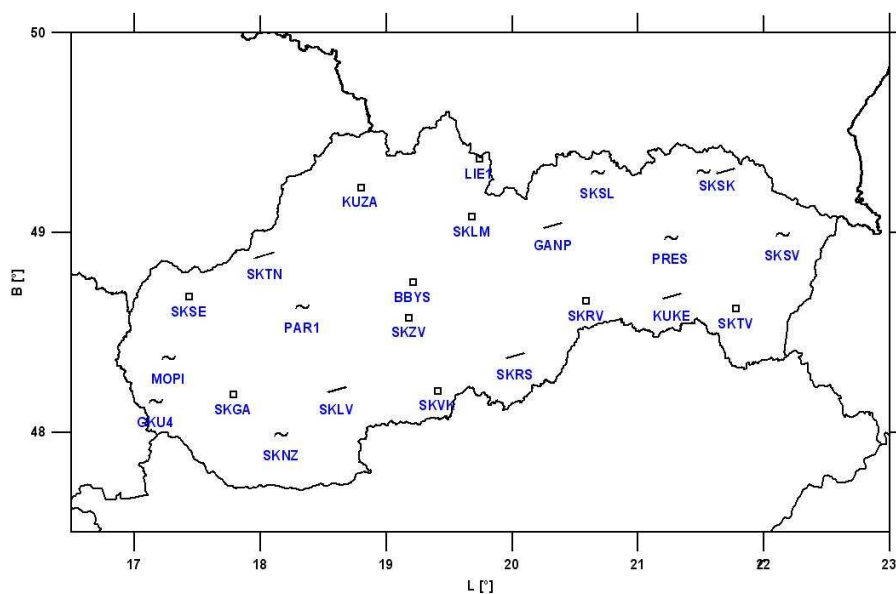 50
LIE1
SKSL
SKSK
KUZA
SKLM
49
GANP
PRES
SKSV
SKTN
BBYS
SKSE
PAR1
SKZV
SKRV
KUKE
SKTV
MOPI
SKRS
SKGA
SKLV
SKVK
GKU4
48
SKNZ
B [°]
17
18
19
20
21
22
23
L [°]